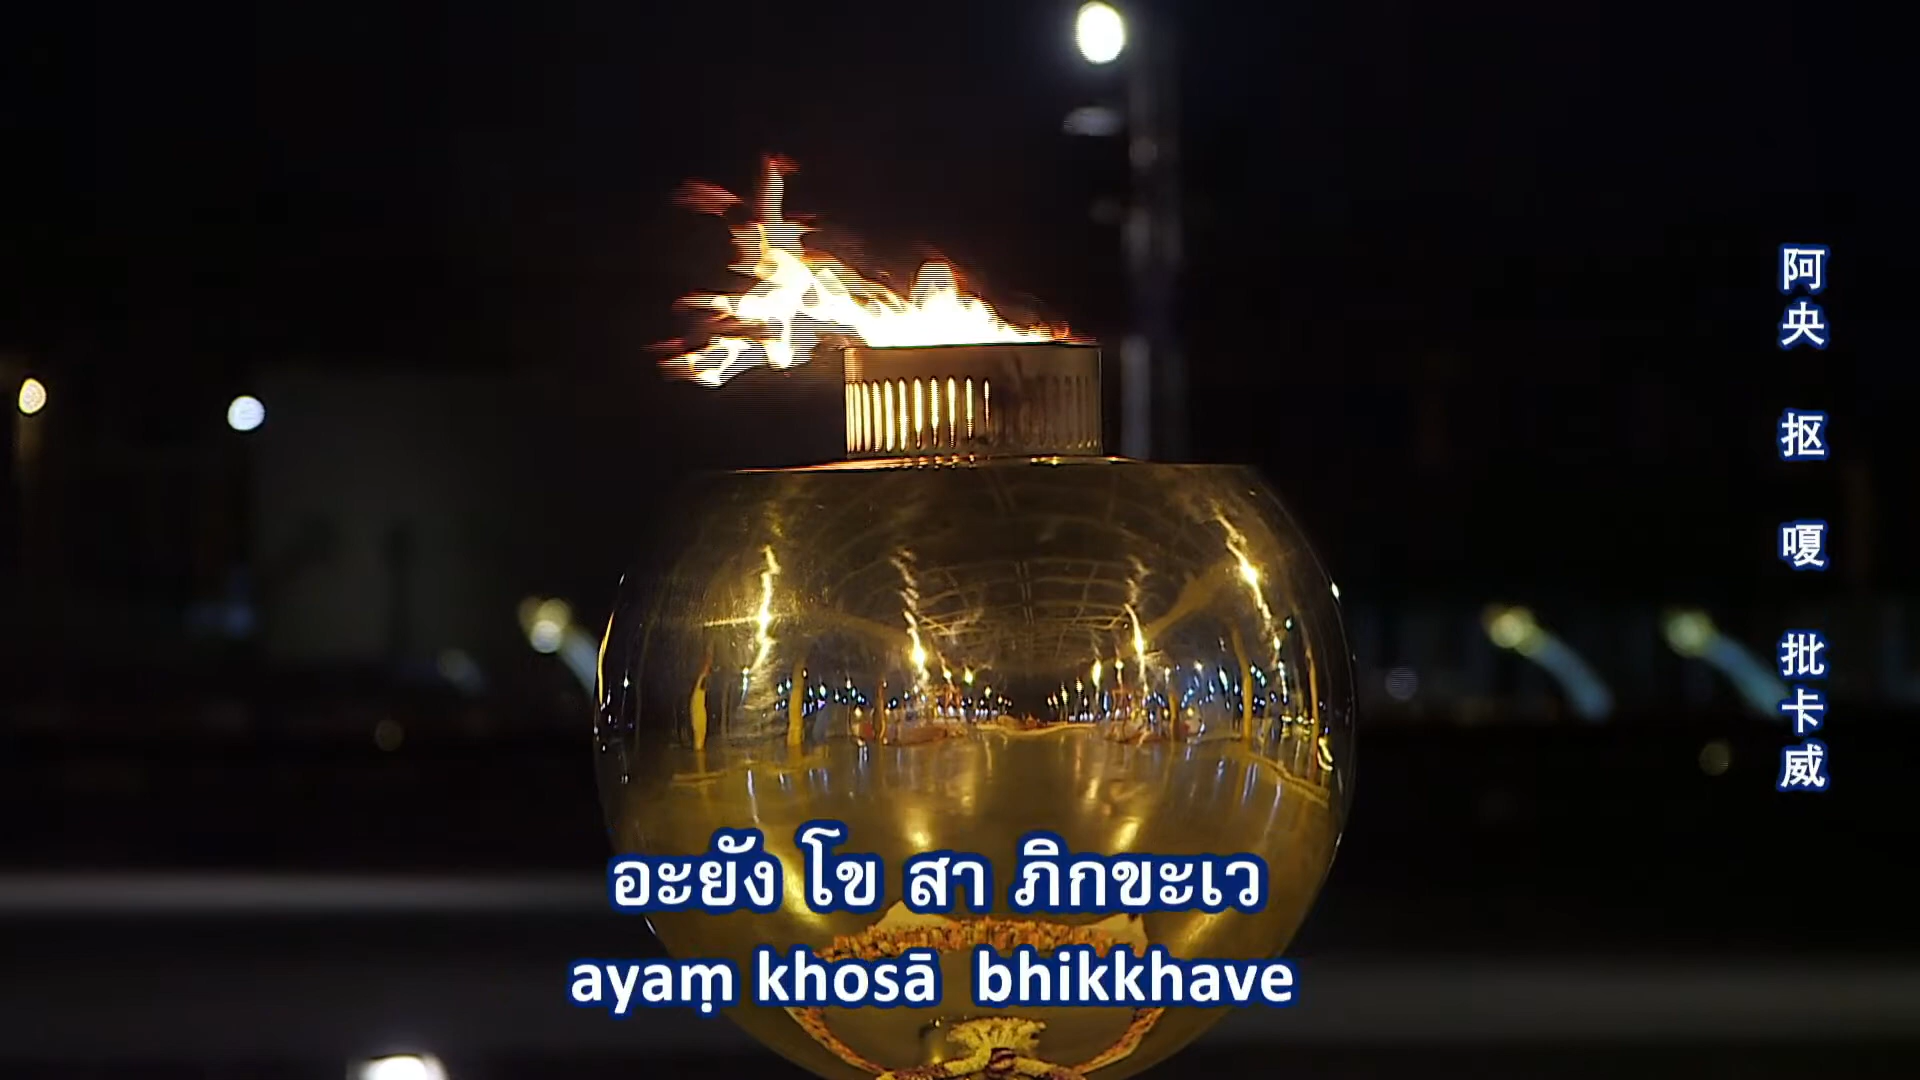 อะยัง โข สา ภิกขะเว
ayaṃ khosā bhikkhave
阿央 抠 嗄 批卡威